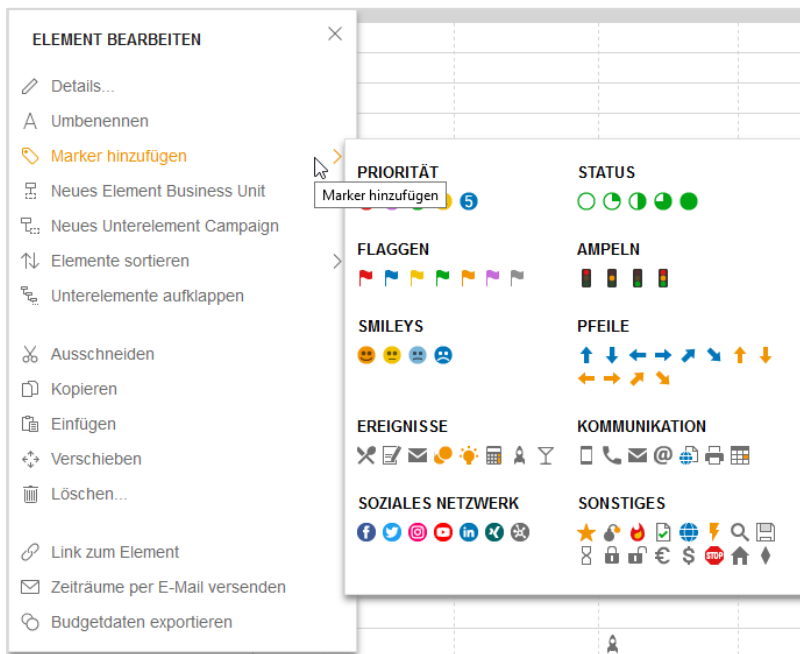 ELEMENT BEARBEITEN
Details...
Umbenennen
Marker hinzufügen
Neues Element Business Unit
Neues Unterelement Campaign
Elemente sortieren
Unterelemente aufklappen
Ausschneiden
Kopieren
Einfügen
Verschieben
Löschen...
Link zum Element
Zeiträume per E-Mail versenden
Budgetdaten exportieren
Marker hinzufügen
PRIORITÄT
5
STATUS
FLAGGEN
AMPELN
SMILEYS
PFEILE
EREIGNISSE
KOMMUNIKATION
@
SOZIALES NETZWERK
SONSTIGES
€ $ STOP